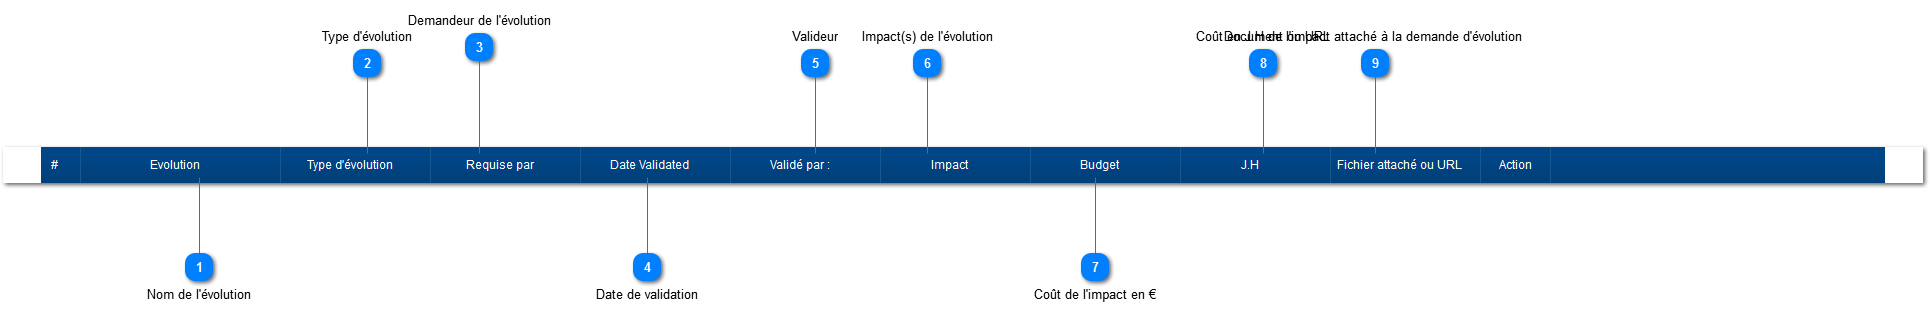 Demandeur de l'évolution
Type d'évolution
Valideur
Impact(s) de l'évolution
Coût en J.H de l'impact
Document ou URL attaché à la demande d'évolution
3
2
5
6
8
9
# Evolution Type d'évolution Requise par Date Validated Validé par : Impact Budget J.H Fichier attaché ou URL Action
1
4
7
Nom de l'évolution
Date de validation
Coût de l'impact en €